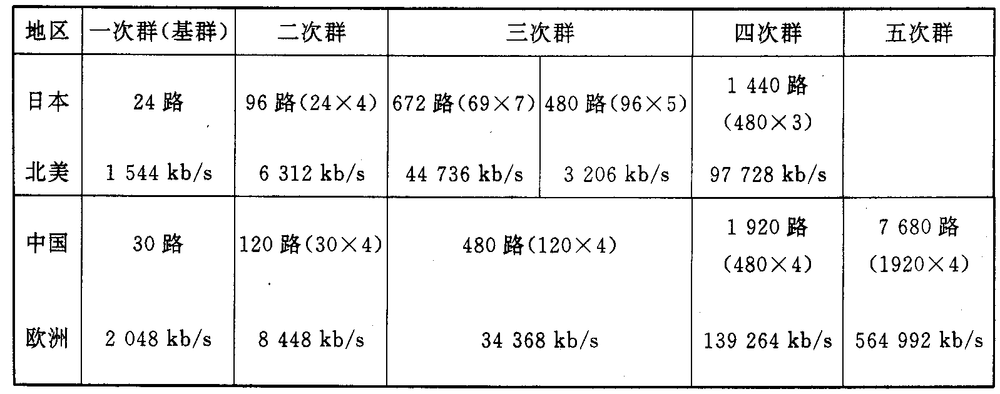 地区 一次群(基群) 二次群 三次群 四次群 五次群
日本 24 路 96 路(24×4) 672 路(69×7) 480 路(96×5) 1 440 路
(480×3)
北美 1 544 kb/s 6 312 kb/s 44 736 kb/s 3 206 kb/s 97 728 kb/s
中国 30 路 120 路(30×4) 480 路(120×4) 1 920 路 7 680 路
(480×4) (1920×4)
欧洲 2 048 kb/s 8 448 kb/s 34 368 kb/s 139 264 kb/s 564 992 kb/s